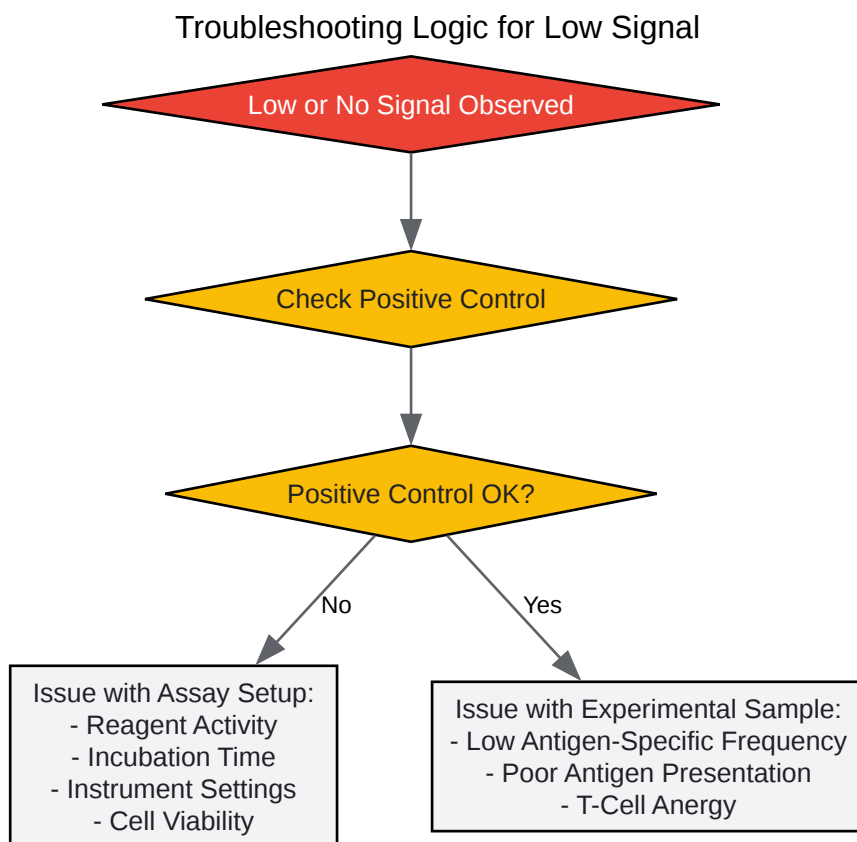 Troubleshooting Logic for Low Signal
Low or No Signal Observed
Check Positive Control
Positive Control OK?
No
Yes
Issue with Assay Setup:
- Reagent Activity
- Incubation Time
- Instrument Settings
- Cell Viability
Issue with Experimental Sample:
- Low Antigen-Specific Frequency
- Poor Antigen Presentation
- T-Cell Anergy